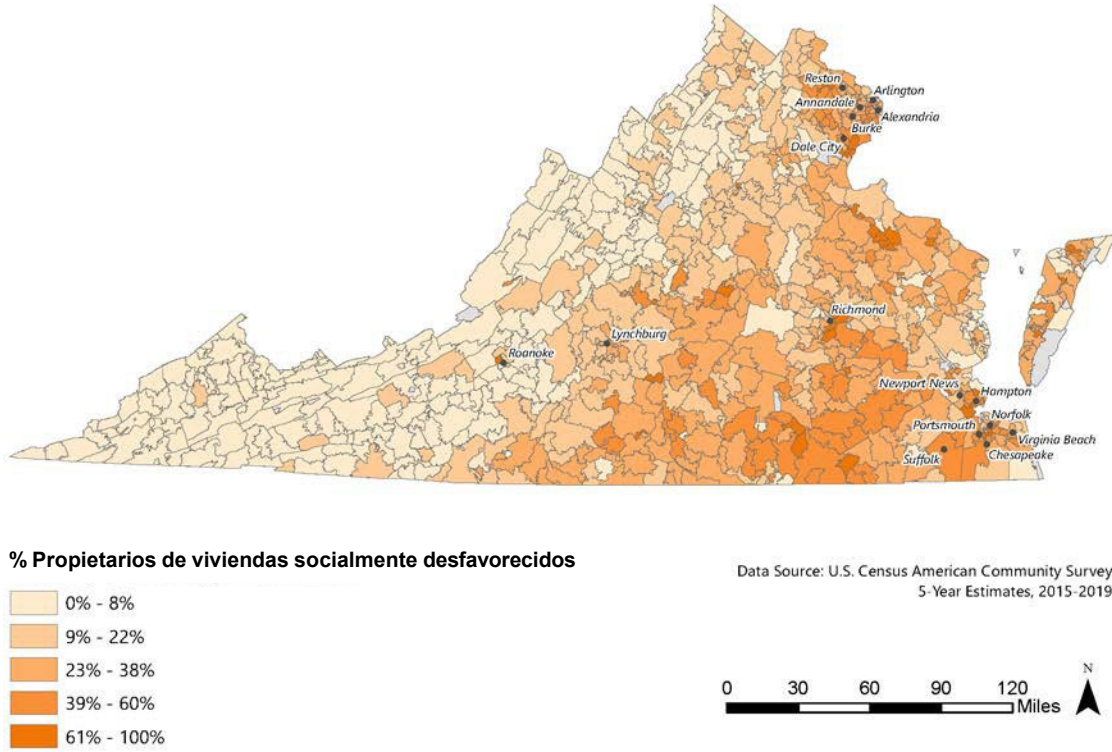 Reston
Arlington
Annandale
Alexandria
Burke
Dale City
Richmond
Lynchburg
Roanoke
Newport News
Hampton
Norfolk
Portsmouth
Virginia Beach
Suffolk
Chesapeake
% Propietarios de viviendas socialmente desfavorecidos
0% - 8%
9% - 22%
23% - 38%
39% - 60%
61% - 100%
Data Source: U.S. Census American Community Survey
5-Year Estimates, 2015-2019
N
0 30 60 90 120
Miles